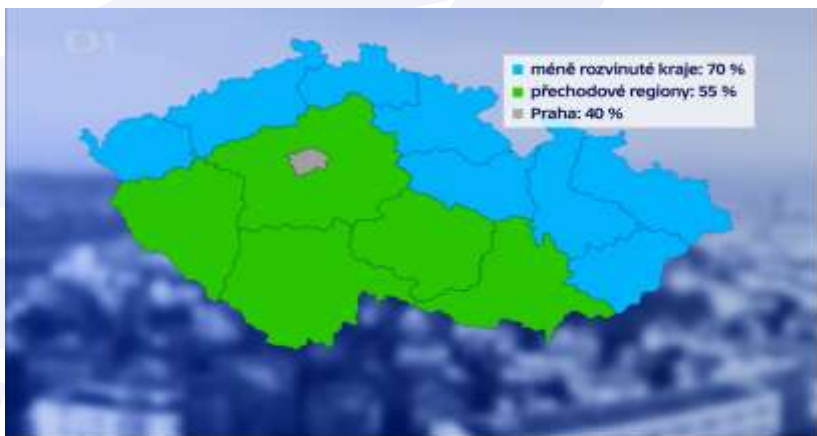 méně rozvinuté kraje: 70 %
přechodové regiony: 55 %
Praha: 40 %